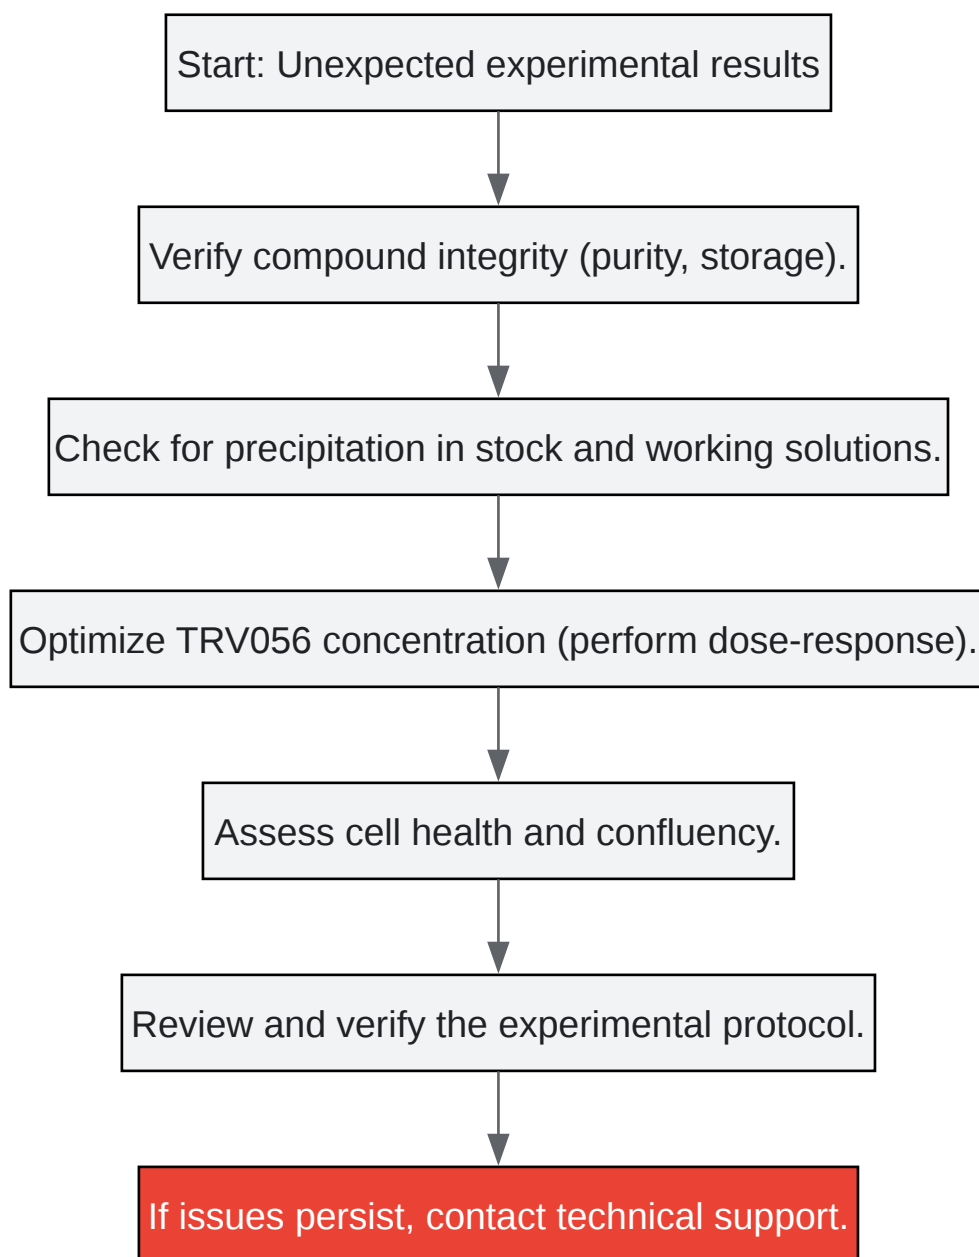 Start: Unexpected experimental results
Verify compound integrity (purity, storage).
Check for precipitation in stock and working solutions.
Optimize TRV056 concentration (perform dose-response).
Assess cell health and confluency.
Review and verify the experimental protocol.
If issues persist, contact technical support.